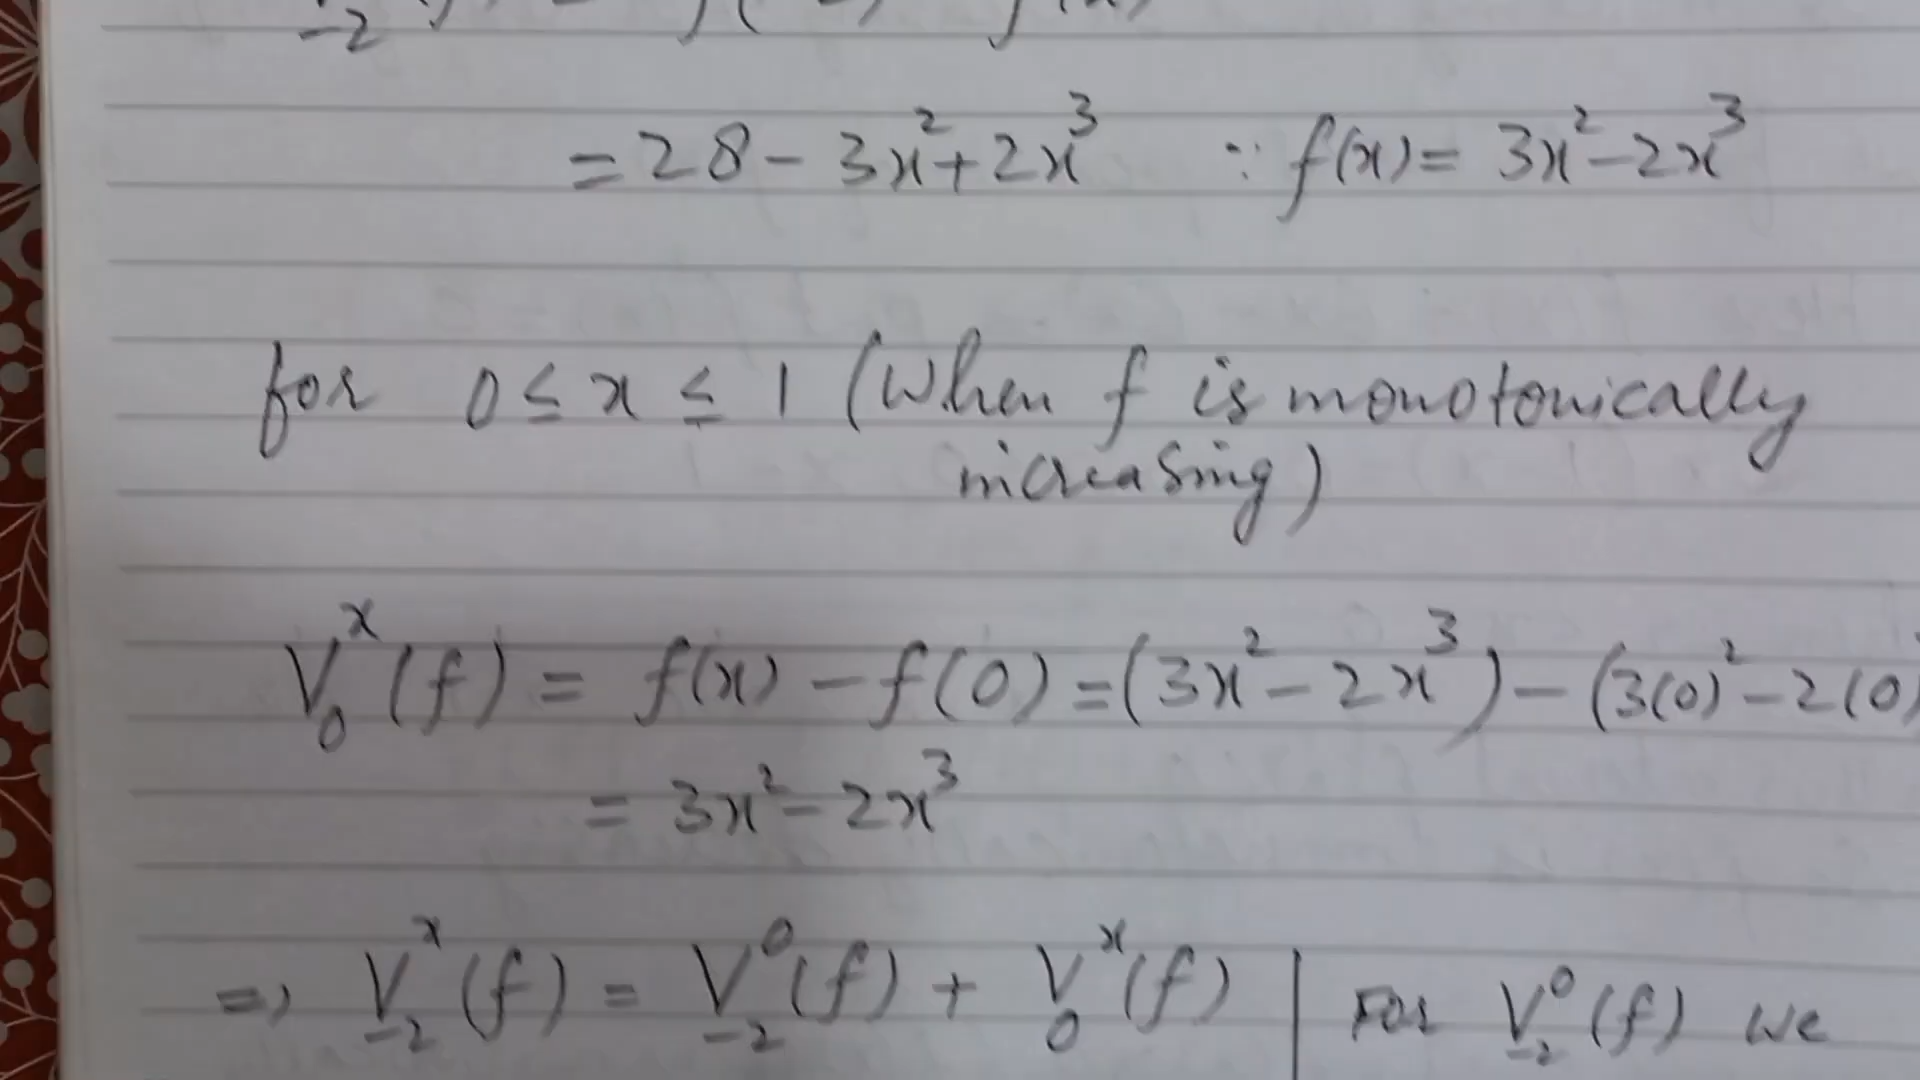 -2
= 28 - 3x² + 2x³ ∵ f(x) = 3x² - 2x³
for 0 ≤ x ≤ 1 (When f is monotonically
increasing)
V₀ˣ(f) = f(x) - f(0) = (3x² - 2x³) - (3(0)² - 2(0)
= 3x² - 2x³
⇒ V₋₂ˣ(f) = V₋₂⁰(f) + V₀ˣ(f) | For V₋₂⁰(f) we